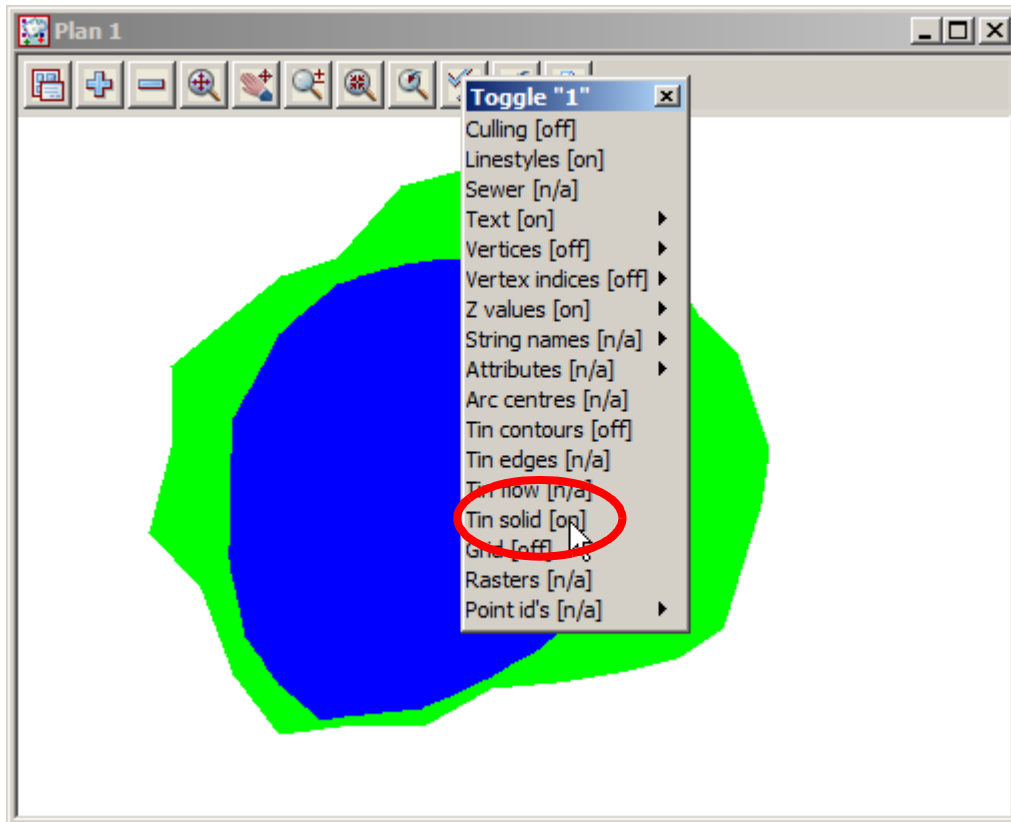 Plan 1
Toggle "1"
Culling [off]
Linestyles [on]
Sewer [n/a]
Text [on]
Vertices [off]
Vertex indices [off]
Z values [on]
String names [n/a]
Attributes [n/a]
Arc centres [n/a]
Tin contours [off]
Tin edges [n/a]
Tin flow [n/a]
Tin solid [on]
Grid [off]
Rasters [n/a]
Point id's [n/a]